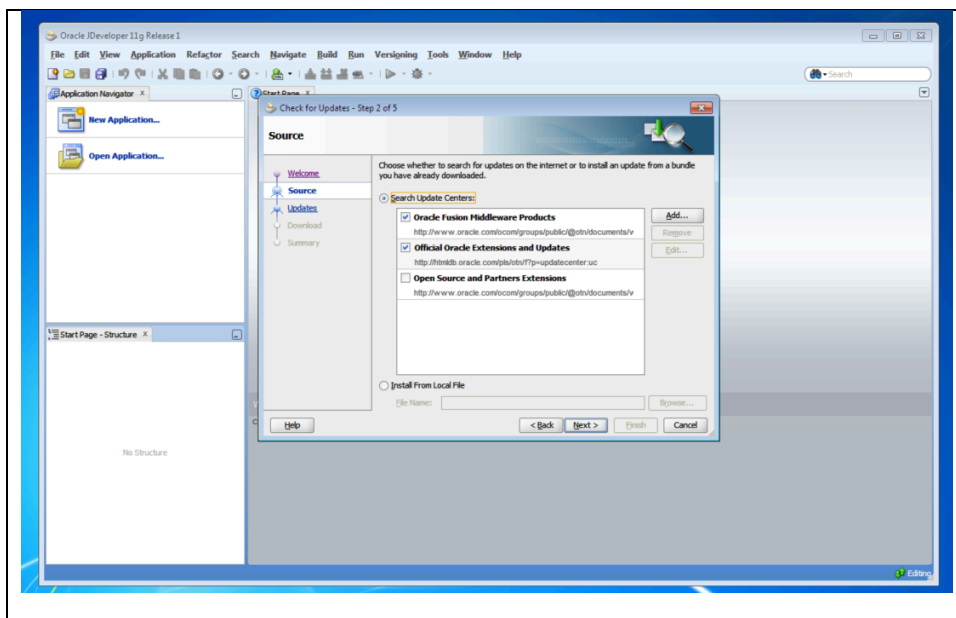 Oracle JDeveloper 11g Release 1
File Edit View Application Refactor Search Navigate Build Run Versioning Tools Window Help
Search
Application Navigator x
Start Page x
New Application...
Open Application...
Check for Updates - Step 2 of 5
Source
Welcome
Source
Updates
Download
Summary
Choose whether to search for updates on the internet or to install an update from a bundle
you have already downloaded.
Search Update Centers:
Oracle Fusion Middleware Products
http://www.oracle.com/ocom/groups/public/@otn/documents/v
Official Oracle Extensions and Updates
http://htmldb.oracle.com/pls/otn/f?p=updatecenter:uc
Open Source and Partners Extensions
http://www.oracle.com/ocom/groups/public/@otn/documents/v
Add...
Remove
Edit...
Install From Local File
File Name:
Browse...
Help
< Back Next > Finish Cancel
Start Page - Structure x
No Structure
Editing